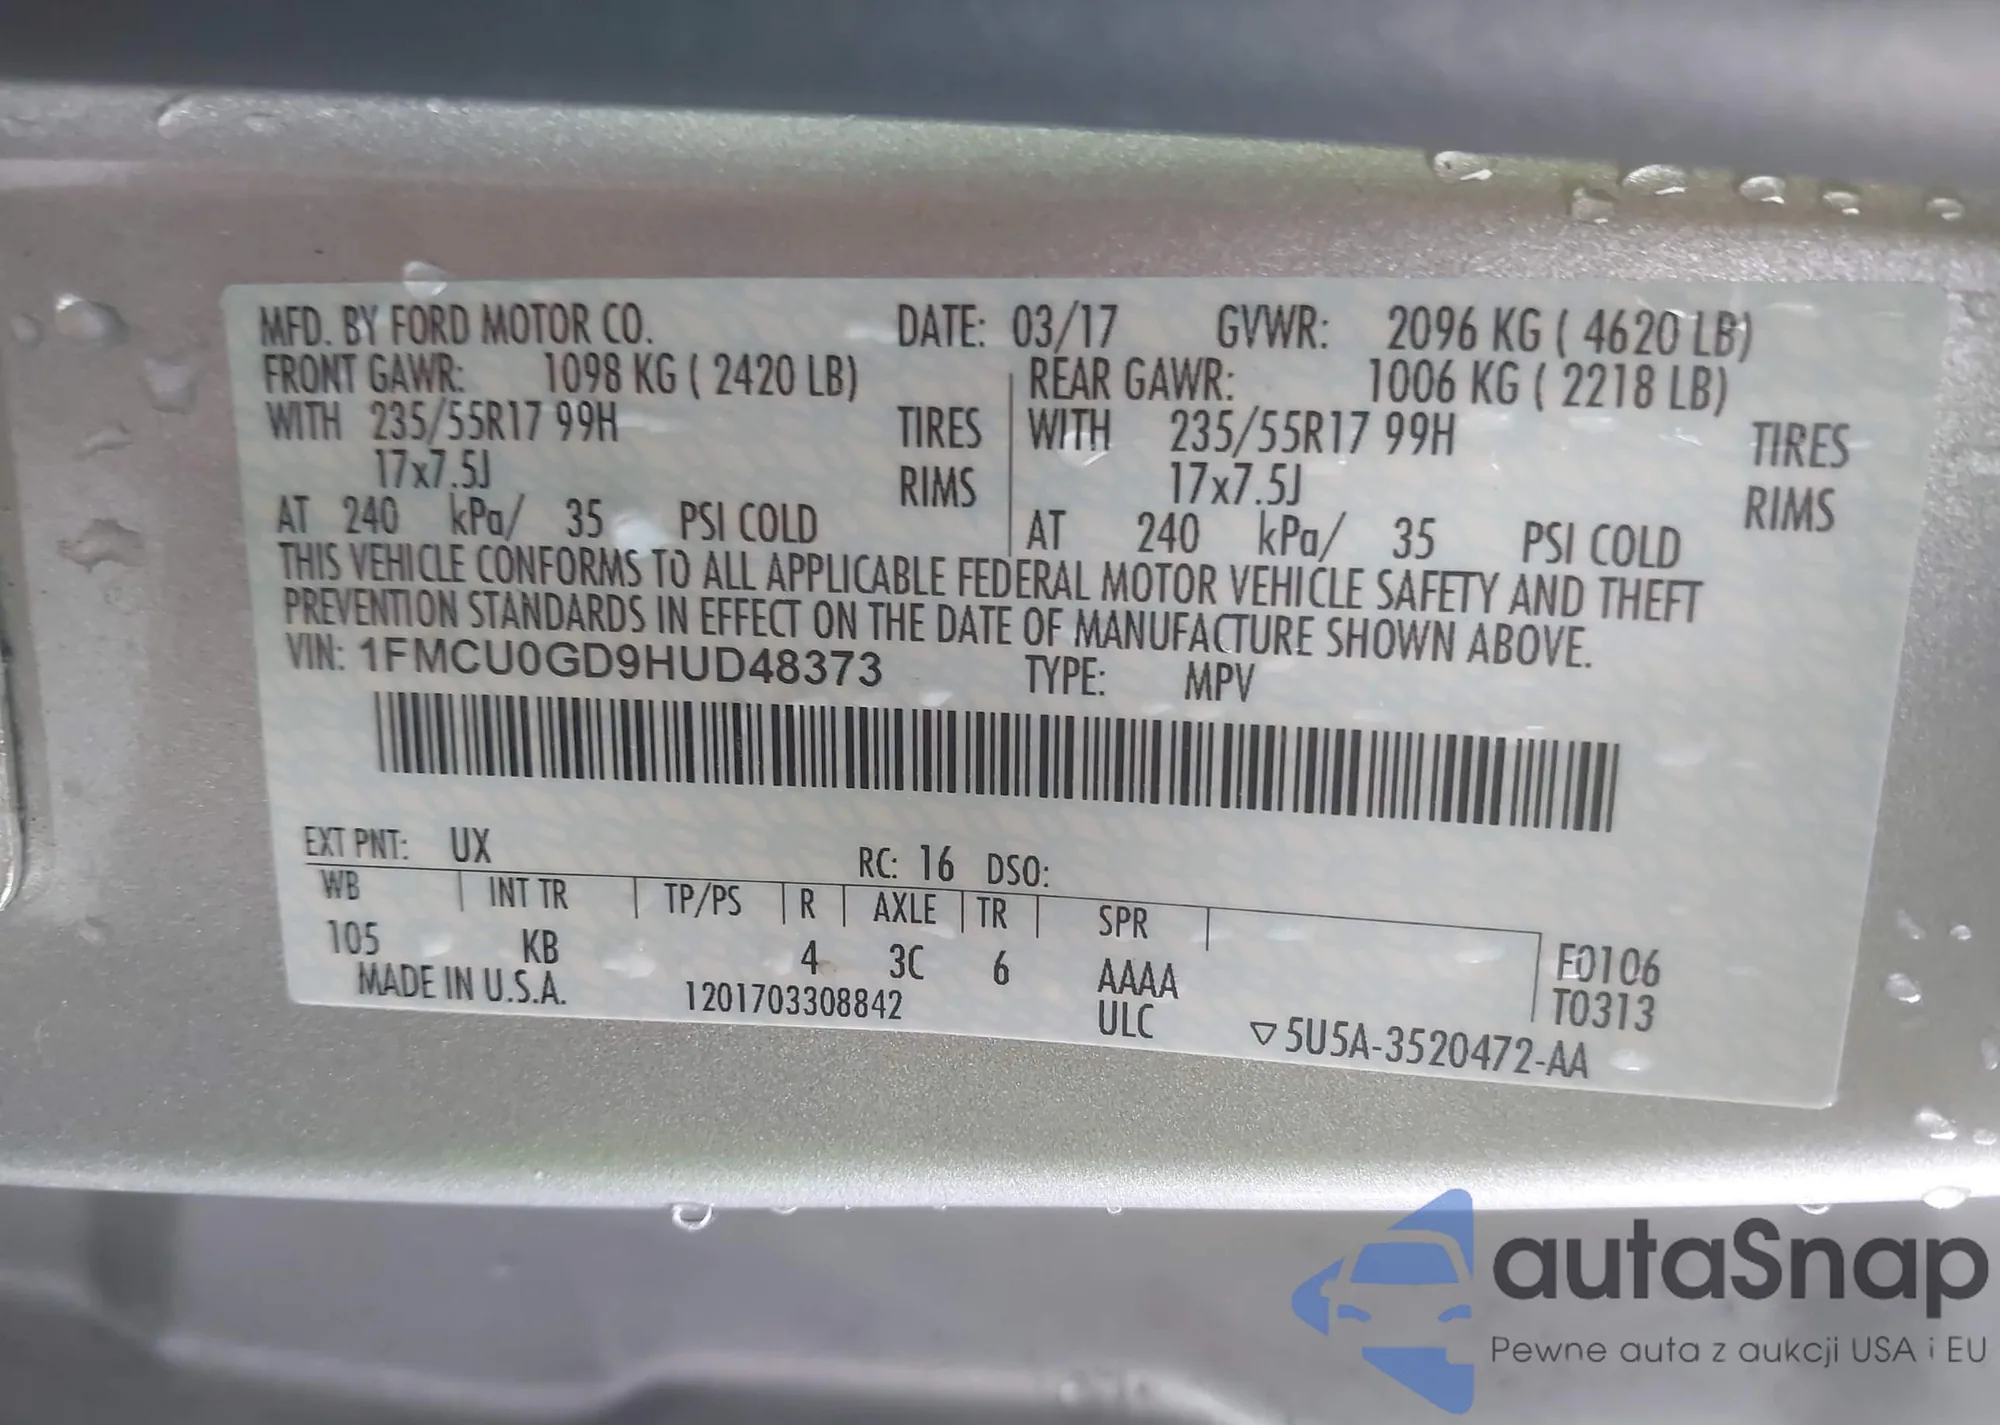 MFD. BY FORD MOTOR CO. DATE: 03/17 GVWR: 2096 KG ( 4620 LB)
FRONT GAWR: 1098 KG ( 2420 LB) REAR GAWR: 1006 KG ( 2218 LB)
WITH 235/55R17 99H TIRES WITH 235/55R17 99H TIRES
17x7.5J RIMS 17x7.5J RIMS
AT 240 kPa/ 35 PSI COLD AT 240 kPa/ 35 PSI COLD
THIS VEHICLE CONFORMS TO ALL APPLICABLE FEDERAL MOTOR VEHICLE SAFETY AND THEFT
PREVENTION STANDARDS IN EFFECT ON THE DATE OF MANUFACTURE SHOWN ABOVE.
VIN: 1FMCU0GD9HUD48373 TYPE: MPV
EXT PNT: UX RC: 16 DSO:
WB INT TR TP/PS R AXLE TR SPR
105 KB 4 3C 6 AAAA F0106
MADE IN U.S.A. 1201703308842 ULC T0313
▽5U5A-3520472-AA
autaSnap
Pewne auta z aukcji USA i EU